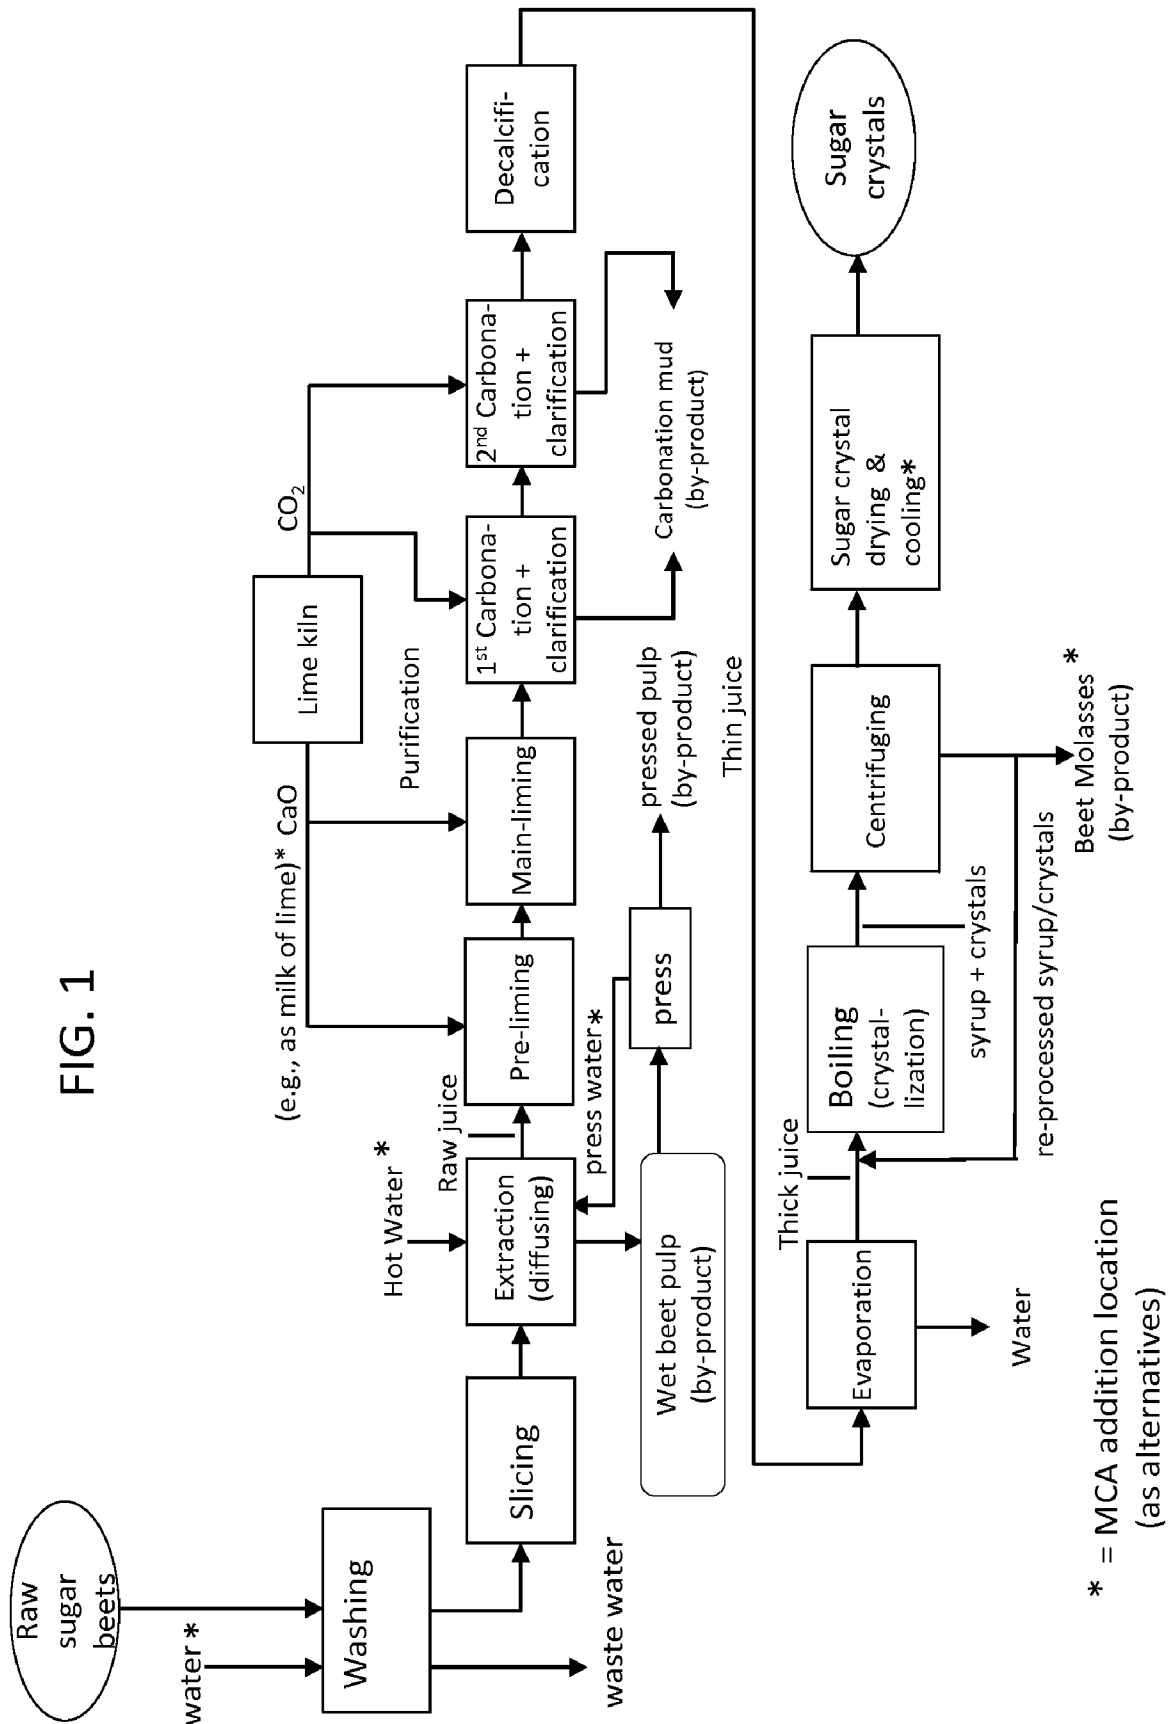 FIG. 1
Raw
sugar
beets
water *
Washing
waste water
Slicing
Hot Water *
Extraction
(diffusing)
Raw juice
press water*
Wet beet pulp
(by-product)
press
pressed pulp
(by-product)
(e.g., as milk of lime)* CaO
Lime kiln
CO2
Purification
Pre-liming
Main-liming
1st Carbona-
tion +
clarification
2nd Carbona-
tion +
clarification
Carbonation mud
(by-product)
Decalcifi-
cation
Thin juice
Evaporation
Water
Thick juice
Boiling
(crystal-
lization)
syrup + crystals
re-processed syrup/crystals
Centrifuging
Beet Molasses *
(by-product)
Sugar crystal
drying &
cooling*
Sugar
crystals
* = MCA addition location
(as alternatives)